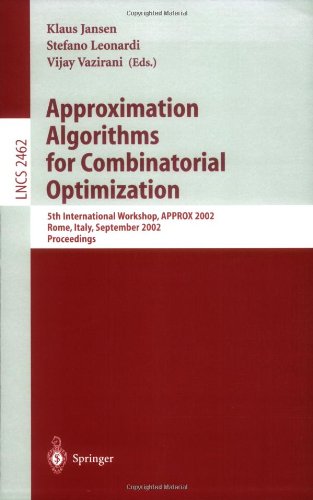 Klaus Jansen
Stefano Leonardi
Vijay Vazirani (Eds.)
LNCS 2462
Approximation
Algorithms
for Combinatorial
Optimization
5th International Workshop, APPROX 2002
Rome, Italy, September 2002
Proceedings
Springer